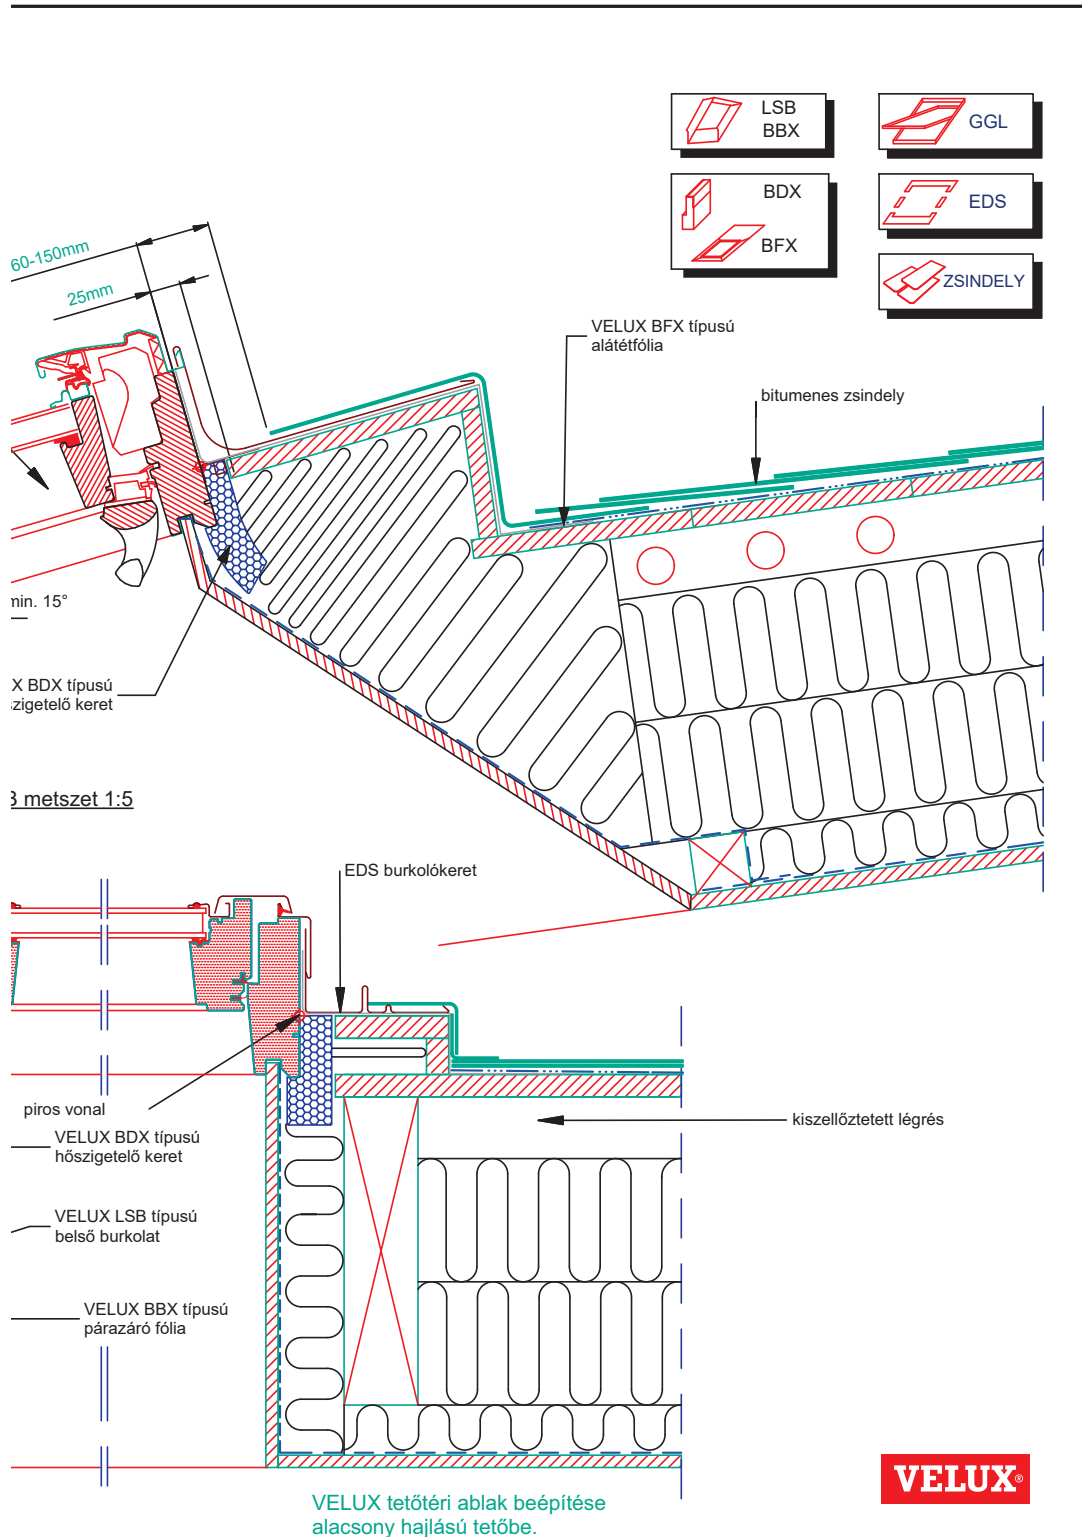 LSB
BBX
GGL
BDX
BFX
EDS
ZSINDELY
60-150mm
25mm
VELUX BFX típusú
alátétfólia
bitumenes zsindely
min. 15°
X BDX típusú
szigetelő keret
B metszet 1:5
EDS burkolókeret
piros vonal
VELUX BDX típusú
hőszigetelő keret
kiszellőztetett légrés
VELUX LSB típusú
belső burkolat
VELUX BBX típusú
párazáró fólia
VELUX®
VELUX tetőtéri ablak beépítése
alacsony hajlású tetőbe.